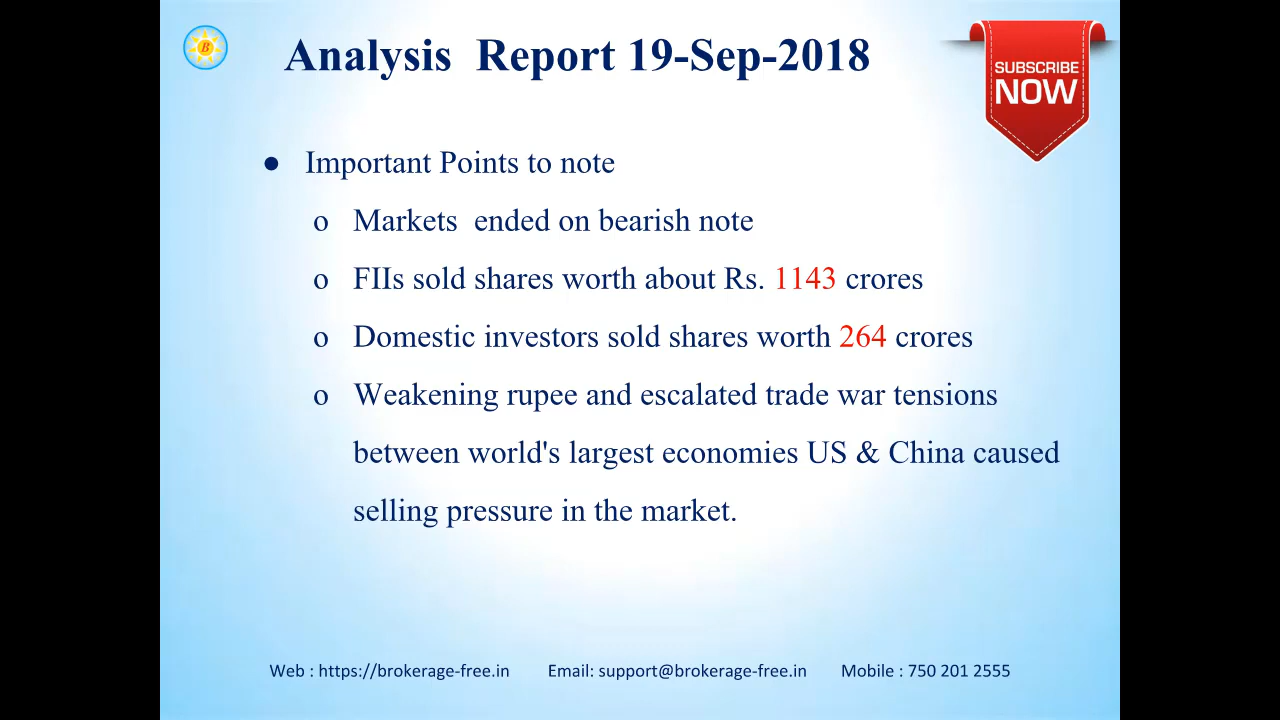 B
Analysis Report 19-Sep-2018
SUBSCRIBE
NOW
● Important Points to note
o Markets ended on bearish note
o FIIs sold shares worth about Rs. 1143 crores
o Domestic investors sold shares worth 264 crores
o Weakening rupee and escalated trade war tensions
between world's largest economies US & China caused
selling pressure in the market.
Web : https://brokerage-free.in Email: support@brokerage-free.in Mobile : 750 201 2555